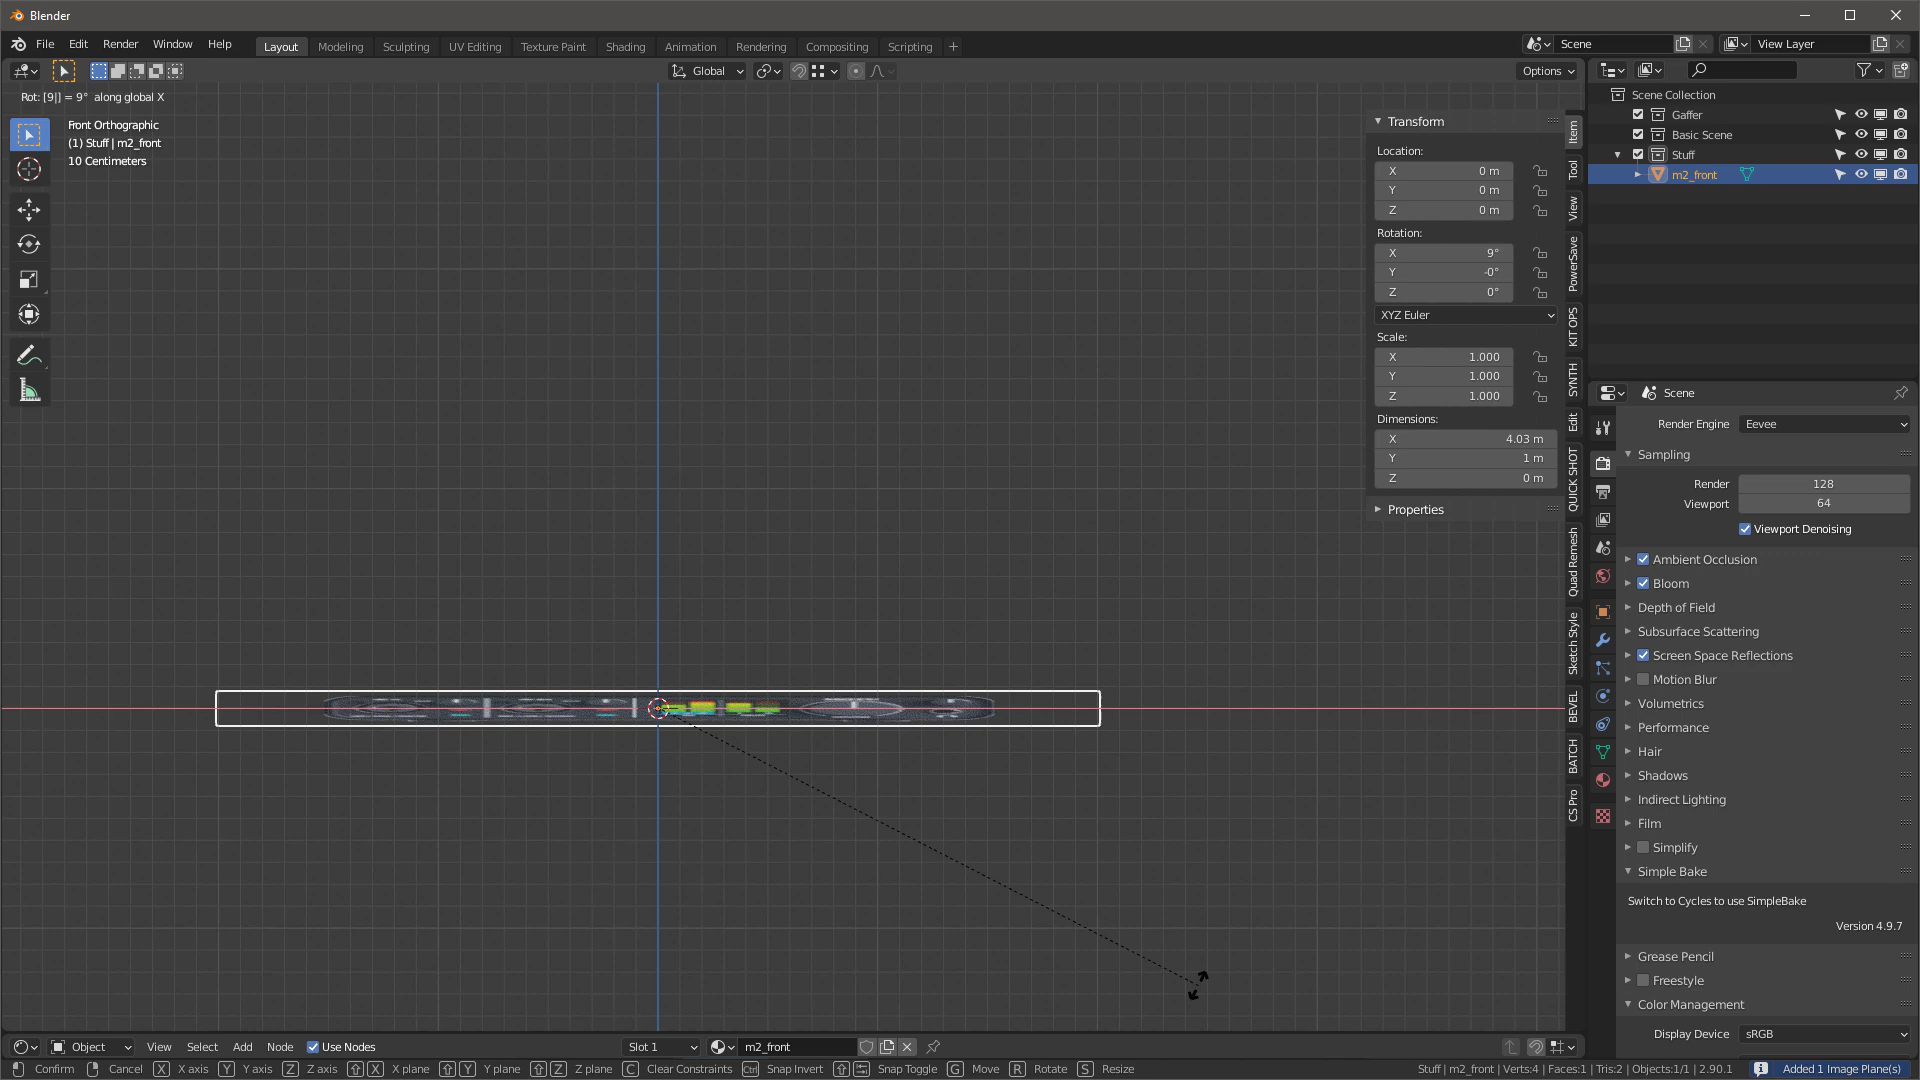 Blender
File Edit Render Window Help
Layout Modeling Sculpting UV Editing Texture Paint Shading Animation Rendering Compositing Scripting +
Scene
View Layer
Global
Options
Rot: [9|] = 9° along global X
Front Orthographic
(1) Stuff | m2_front
10 Centimeters
Transform
Location:
X 0 m
Y 0 m
Z 0 m
Rotation:
X 9°
Y -0°
Z 0°
XYZ Euler
Scale:
X 1.000
Y 1.000
Z 1.000
Dimensions:
X 4.03 m
Y 1 m
Z 0 m
Properties
Item
Tool
View
PowerSave
KIT OPS
SYNTH
Edit
QUICK SHOT
Quad Remesh
Sketch Style
BEVEL
BATCH
CS Pro
Scene Collection
Gaffer
Basic Scene
Stuff
m2_front
Scene
Render Engine Eevee
Sampling
Render 128
Viewport 64
Viewport Denoising
Ambient Occlusion
Bloom
Depth of Field
Subsurface Scattering
Screen Space Reflections
Motion Blur
Volumetrics
Performance
Hair
Shadows
Indirect Lighting
Film
Simplify
Simple Bake
Switch to Cycles to use SimpleBake
Version 4.9.7
Grease Pencil
Freestyle
Color Management
Display Device sRGB
Object View Select Add Node Use Nodes Slot 1 m2_front
Confirm Cancel X X axis Y Y axis Z Z axis X X plane Y Y plane Z Z plane C Clear Constraints Ctrl Snap Invert Snap Toggle G Move R Rotate S Resize
Stuff | m2_front | Verts:4 | Faces:1 | Tris:2 | Objects:1/1 | 2.90.1
Added 1 Image Plane(s)